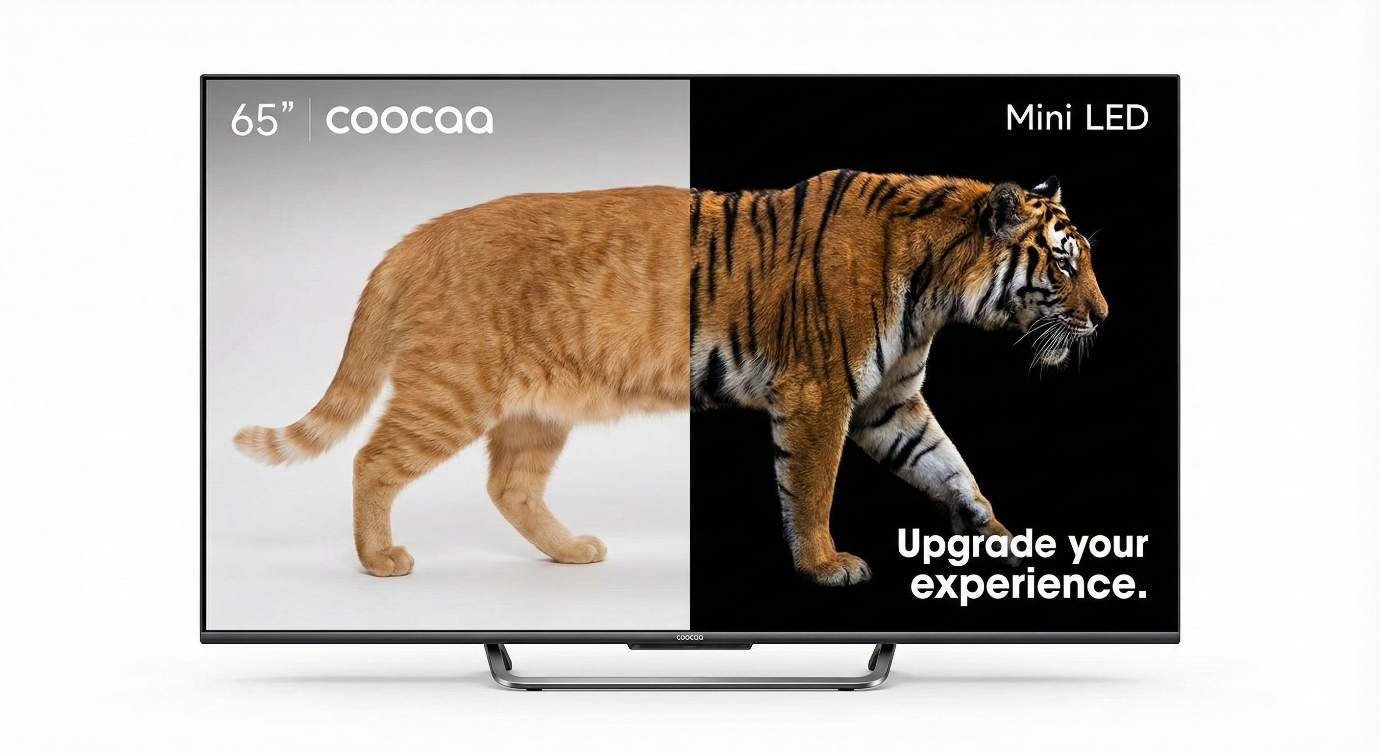 65” | coocaa
Mini LED
Upgrade your
experience.
coocaa